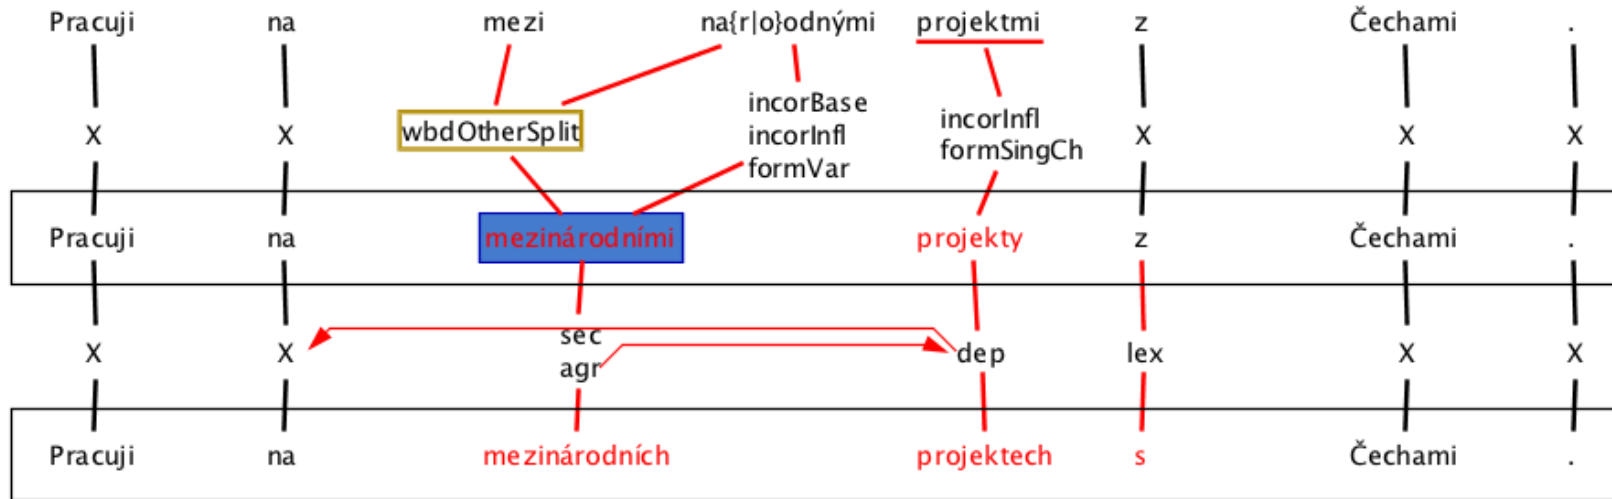 Pracuji na mezi na{r|o}odnými projektmi z Čechami .
incorBase
incorInfl
formSingCh
X X wbdOtherSplit incorInfl X X X
formVar
Pracuji na mezinárodními projekty z Čechami .
sec
X X agr dep lex X X
Pracuji na mezinárodních projektech s Čechami .